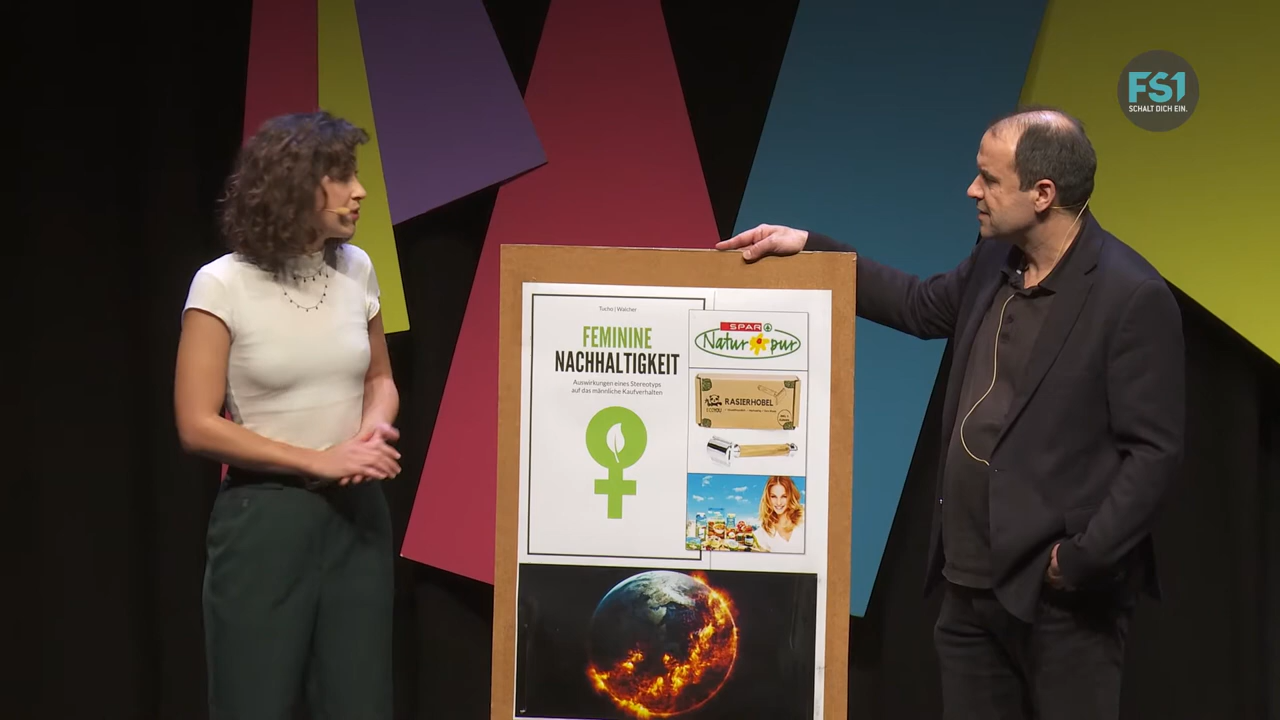 FS1
SCHALT DICH EIN.
Tucho | Walcher
FEMININE
NACHHALTIGKEIT
Auswirkungen eines Stereotyps
auf das männliche Kaufverhalten
SPAR
Natur pur
RASIERHOBEL